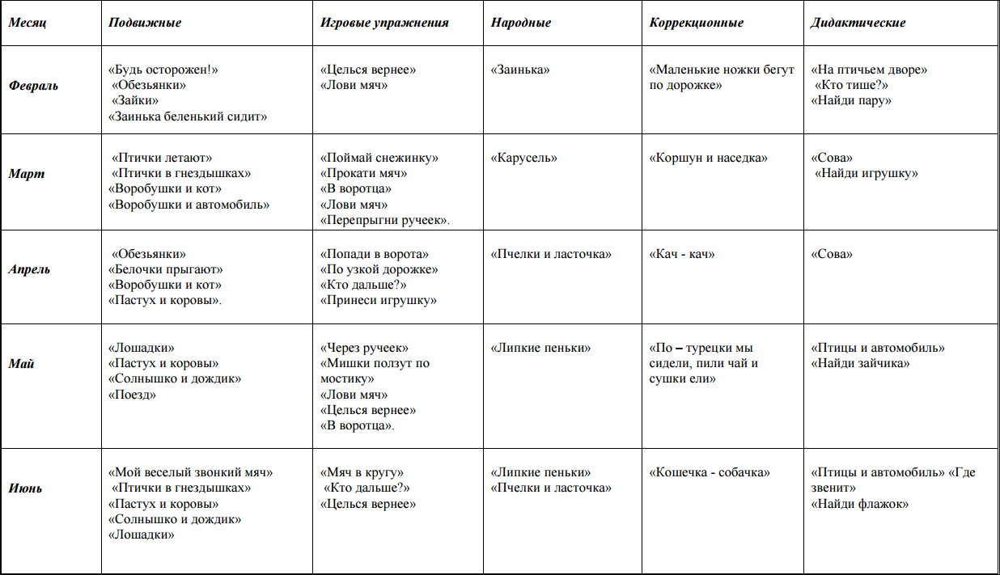 Месяц
Подвижные
Игровые упражнения
Народные
Коррекционные
Дидактические
Февраль
«Будь осторожен!»
«Обезьянки»
«Зайки»
«Заинька беленький сидит»
«Целься вернее»
«Лови мяч»
«Заинька»
«Маленькие ножки бегут
по дорожке»
«На птичьем дворе»
«Кто тише?»
«Найди пару»
Март
«Птички летают»
«Птички в гнездышках»
«Воробушки и кот»
«Воробушки и автомобиль»
«Поймай снежинку»
«Прокати мяч»
«В воротца»
«Лови мяч»
«Перепрыгни ручеек».
«Карусель»
«Коршун и наседка»
«Сова»
«Найди игрушку»
Апрель
«Обезьянки»
«Белочки прыгают»
«Воробушки и кот»
«Пастух и коровы».
«Попади в ворота»
«По узкой дорожке»
«Кто дальше?»
«Принеси игрушку»
«Пчелки и ласточка»
«Кач - кач»
«Сова»
Май
«Лошадки»
«Пастух и коровы»
«Солнышко и дождик»
«Поезд»
«Через ручеек»
«Мишки ползут по
мостику»
«Лови мяч»
«Целься вернее»
«В воротца».
«Липкие пеньки»
«По – турецки мы
сидели, пили чай и
сушки ели»
«Птицы и автомобиль»
«Найди зайчика»
Июнь
«Мой веселый звонкий мяч»
«Птички в гнездышках»
«Пастух и коровы»
«Солнышко и дождик»
«Лошадки»
«Мяч в кругу»
«Кто дальше?»
«Целься вернее»
«Липкие пеньки»
«Пчелки и ласточка»
«Кошечка - собачка»
«Птицы и автомобиль» «Где
звенит»
«Найди флажок»